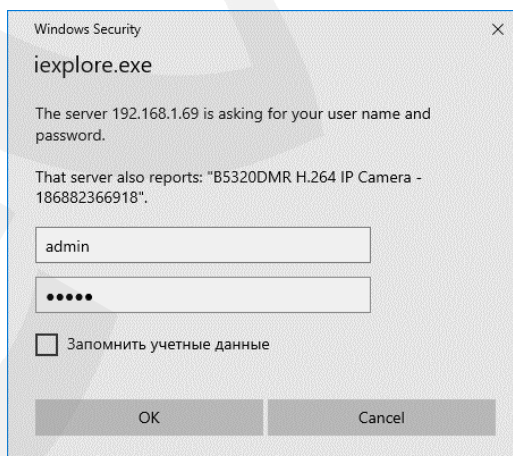 Windows Security
iexplore.exe
The server 192.168.1.69 is asking for your user name and
password.
That server also reports: "B5320DMR H.264 IP Camera -
186882366918".
admin
●●●●●
Запомнить учетные данные
OK
Cancel